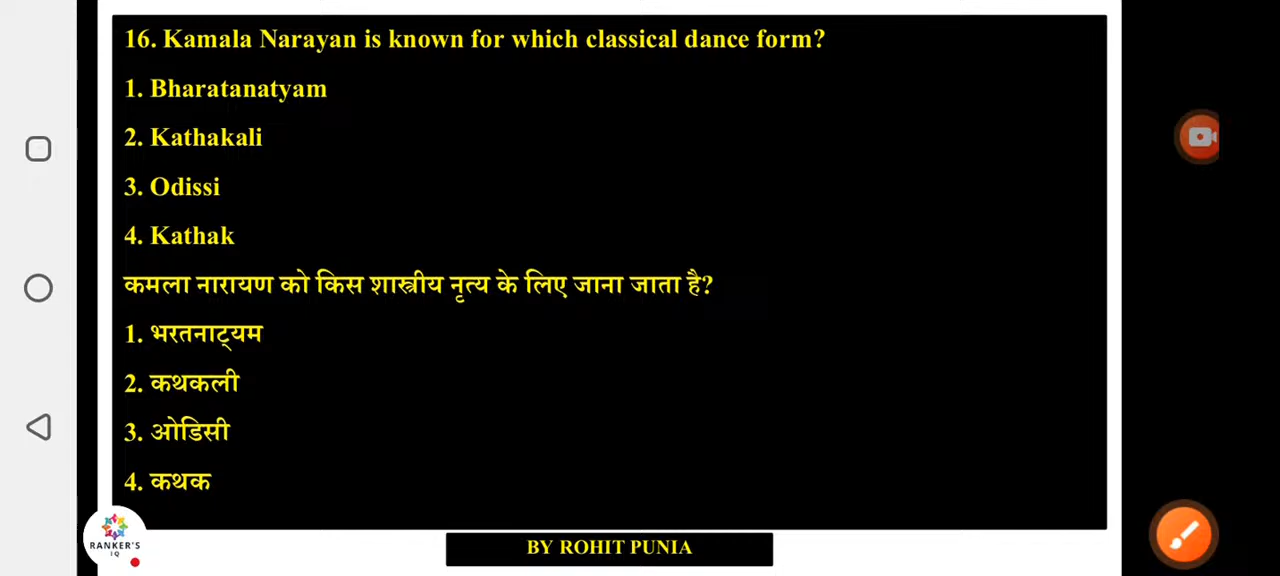 16. Kamala Narayan is known for which classical dance form?
1. Bharatanatyam
2. Kathakali
3. Odissi
4. Kathak
कमला नारायण को किस शास्त्रीय नृत्य के लिए जाना जाता है?
1. भरतनाट्यम
2. कथकली
3. ओडिसी
4. कथक
RANKER'S
IQ
BY ROHIT PUNIA